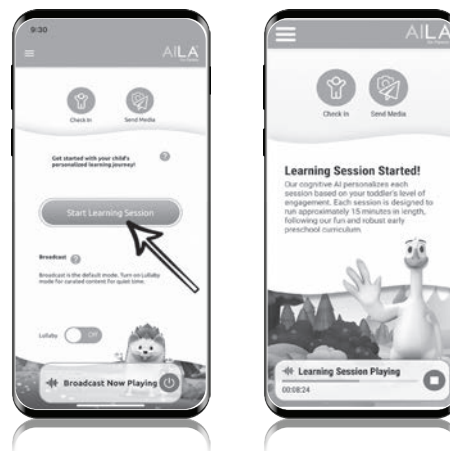 9:30
AILA
Check In
Send Media
Get started with your child's
personalized learning journey!
Start Learning Session
Broadcast
Broadcast is the default mode. Turn on Lullaby
mode for curated content for quiet time.
Lullaby
Off
Broadcast Now Playing
AILA
Check In
Send Media
Learning Session Started!
Our cognitive AI personalizes each
session based on your toddler's level of
engagement. Each session is designed to
run approximately 15 minutes in length,
following our fun and robust early
preschool curriculum.
Learning Session Playing
00:08:24